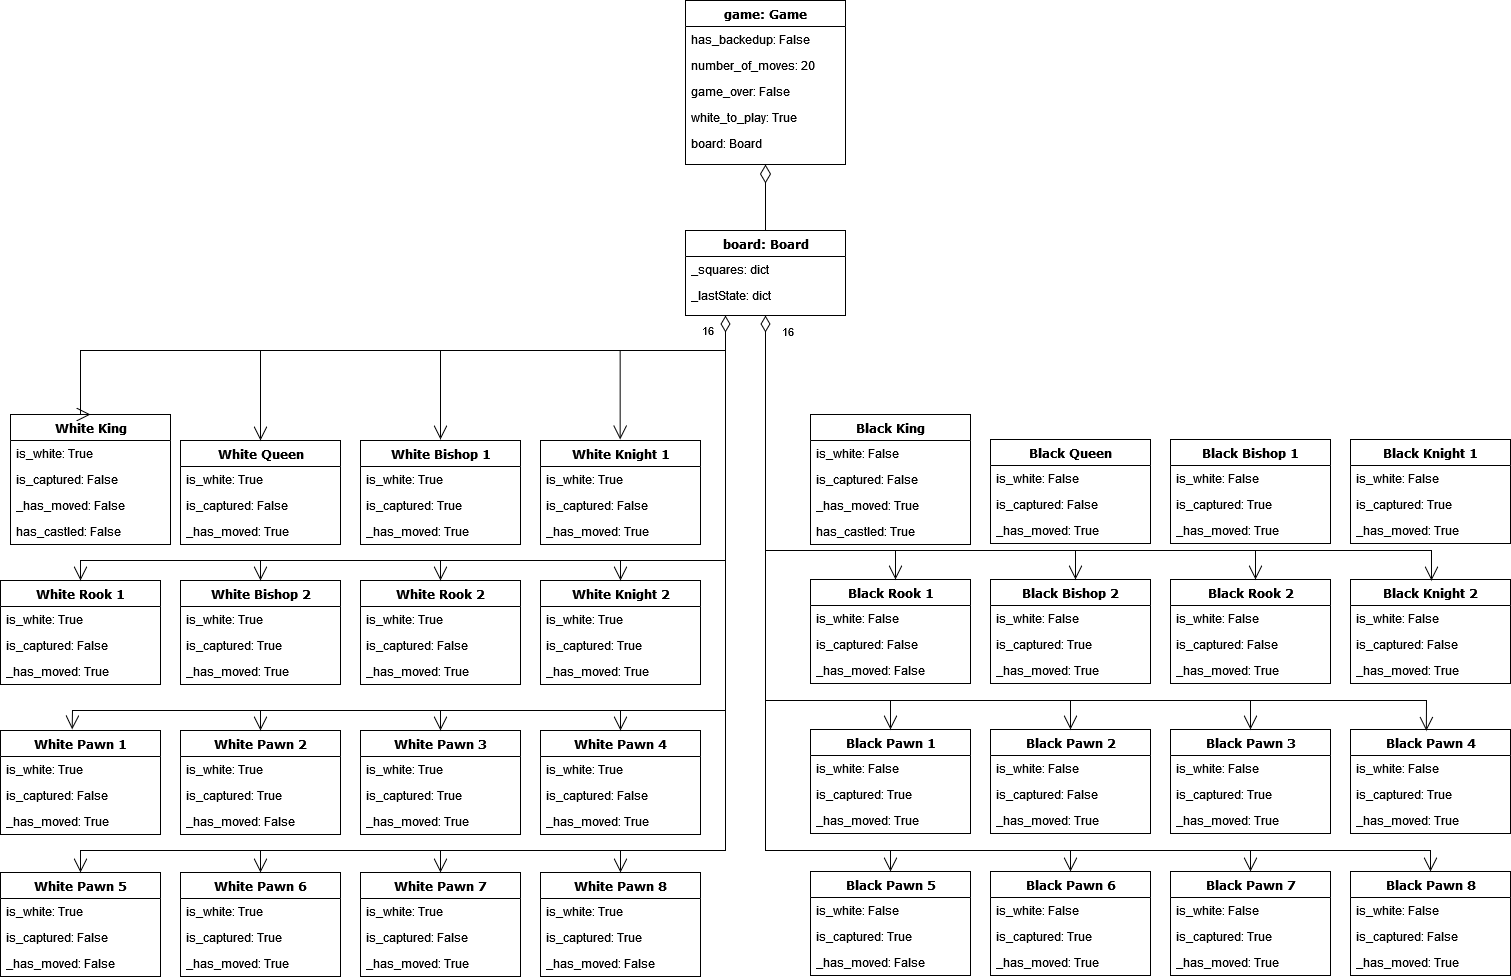 game: Game
has_backedup: False
number_of_moves: 20
game_over: False
white_to_play: True
board: Board
board: Board
_squares: dict
_lastState: dict
16
16
White King
is_white: True
is_captured: False
_has_moved: False
has_castled: False
White Queen
is_white: True
is_captured: False
_has_moved: True
White Bishop 1
is_white: True
is_captured: True
_has_moved: True
White Knight 1
is_white: True
is_captured: False
_has_moved: True
Black King
is_white: False
is_captured: False
_has_moved: True
has_castled: True
Black Queen
is_white: False
is_captured: False
_has_moved: True
Black Bishop 1
is_white: False
is_captured: True
_has_moved: True
Black Knight 1
is_white: False
is_captured: True
_has_moved: True
White Rook 1
is_white: True
is_captured: False
_has_moved: True
White Bishop 2
is_white: True
is_captured: True
_has_moved: True
White Rook 2
is_white: True
is_captured: False
_has_moved: True
White Knight 2
is_white: True
is_captured: True
_has_moved: True
Black Rook 1
is_white: False
is_captured: False
_has_moved: False
Black Bishop 2
is_white: False
is_captured: True
_has_moved: True
Black Rook 2
is_white: False
is_captured: False
_has_moved: True
Black Knight 2
is_white: False
is_captured: False
_has_moved: True
White Pawn 1
is_white: True
is_captured: False
_has_moved: True
White Pawn 2
is_white: True
is_captured: True
_has_moved: False
White Pawn 3
is_white: True
is_captured: True
_has_moved: True
White Pawn 4
is_white: True
is_captured: False
_has_moved: True
Black Pawn 1
is_white: False
is_captured: True
_has_moved: True
Black Pawn 2
is_white: False
is_captured: False
_has_moved: True
Black Pawn 3
is_white: False
is_captured: True
_has_moved: True
Black Pawn 4
is_white: False
is_captured: True
_has_moved: True
White Pawn 5
is_white: True
is_captured: False
_has_moved: False
White Pawn 6
is_white: True
is_captured: True
_has_moved: True
White Pawn 7
is_white: True
is_captured: False
_has_moved: True
White Pawn 8
is_white: True
is_captured: True
_has_moved: False
Black Pawn 5
is_white: False
is_captured: True
_has_moved: False
Black Pawn 6
is_white: False
is_captured: True
_has_moved: True
Black Pawn 7
is_white: False
is_captured: True
_has_moved: True
Black Pawn 8
is_white: False
is_captured: False
_has_moved: True